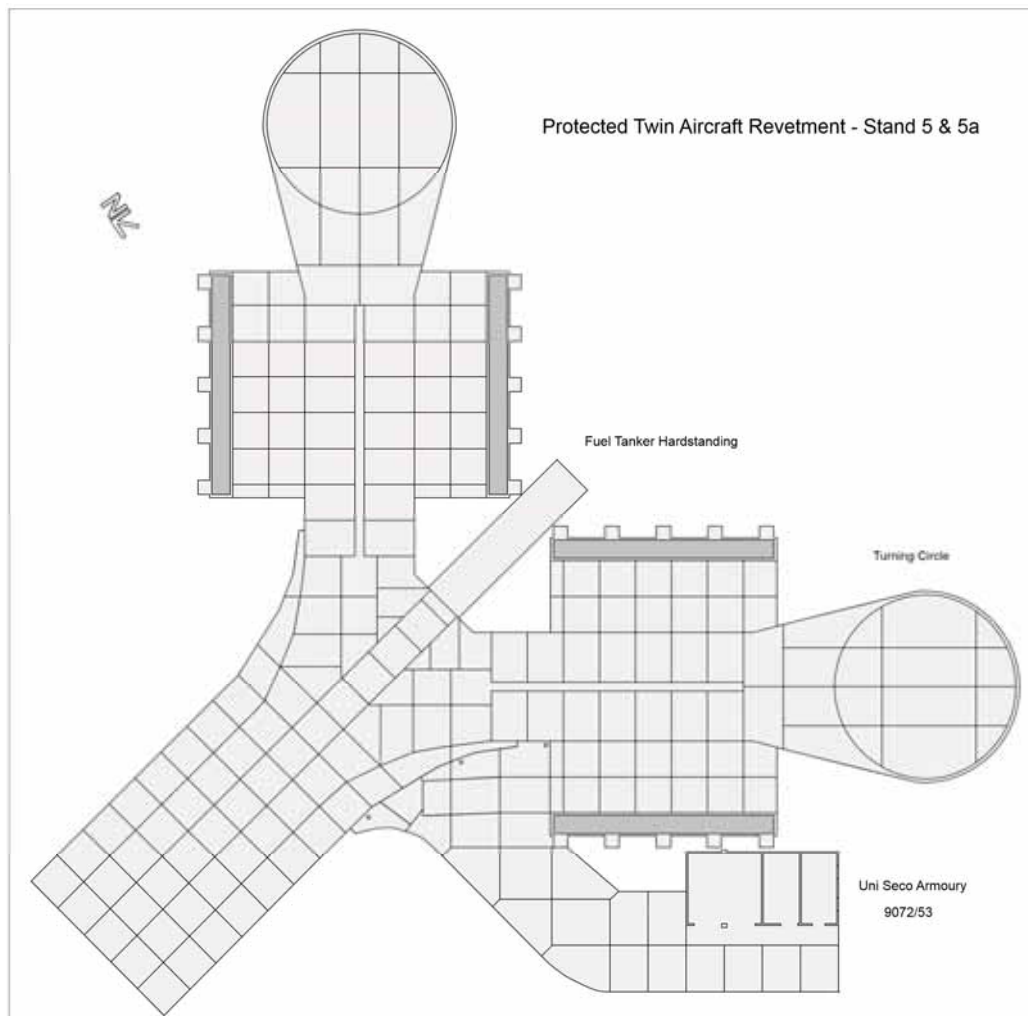 Protected Twin Aircraft Revetment - Stand 5 & 5a
N
Fuel Tanker Hardstanding
Turning Circle
Uni Seco Armoury
9072/53